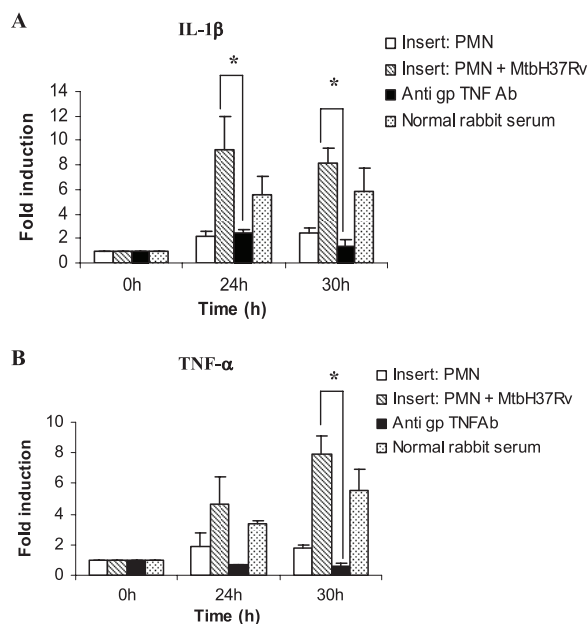 A
IL-1β
Insert: PMN
Insert: PMN + MtbH37Rv
Anti gp TNF Ab
Normal rabbit serum
*
*
Fold induction
14
12
10
8
6
4
2
0
0h
24h
30h
Time (h)
B
TNF-α
Insert: PMN
Insert: PMN + MtbH37Rv
Anti gp TNFAb
Normal rabbit serum
*
Fold induction
10
8
6
4
2
0
0h
24h
30h
Time (h)